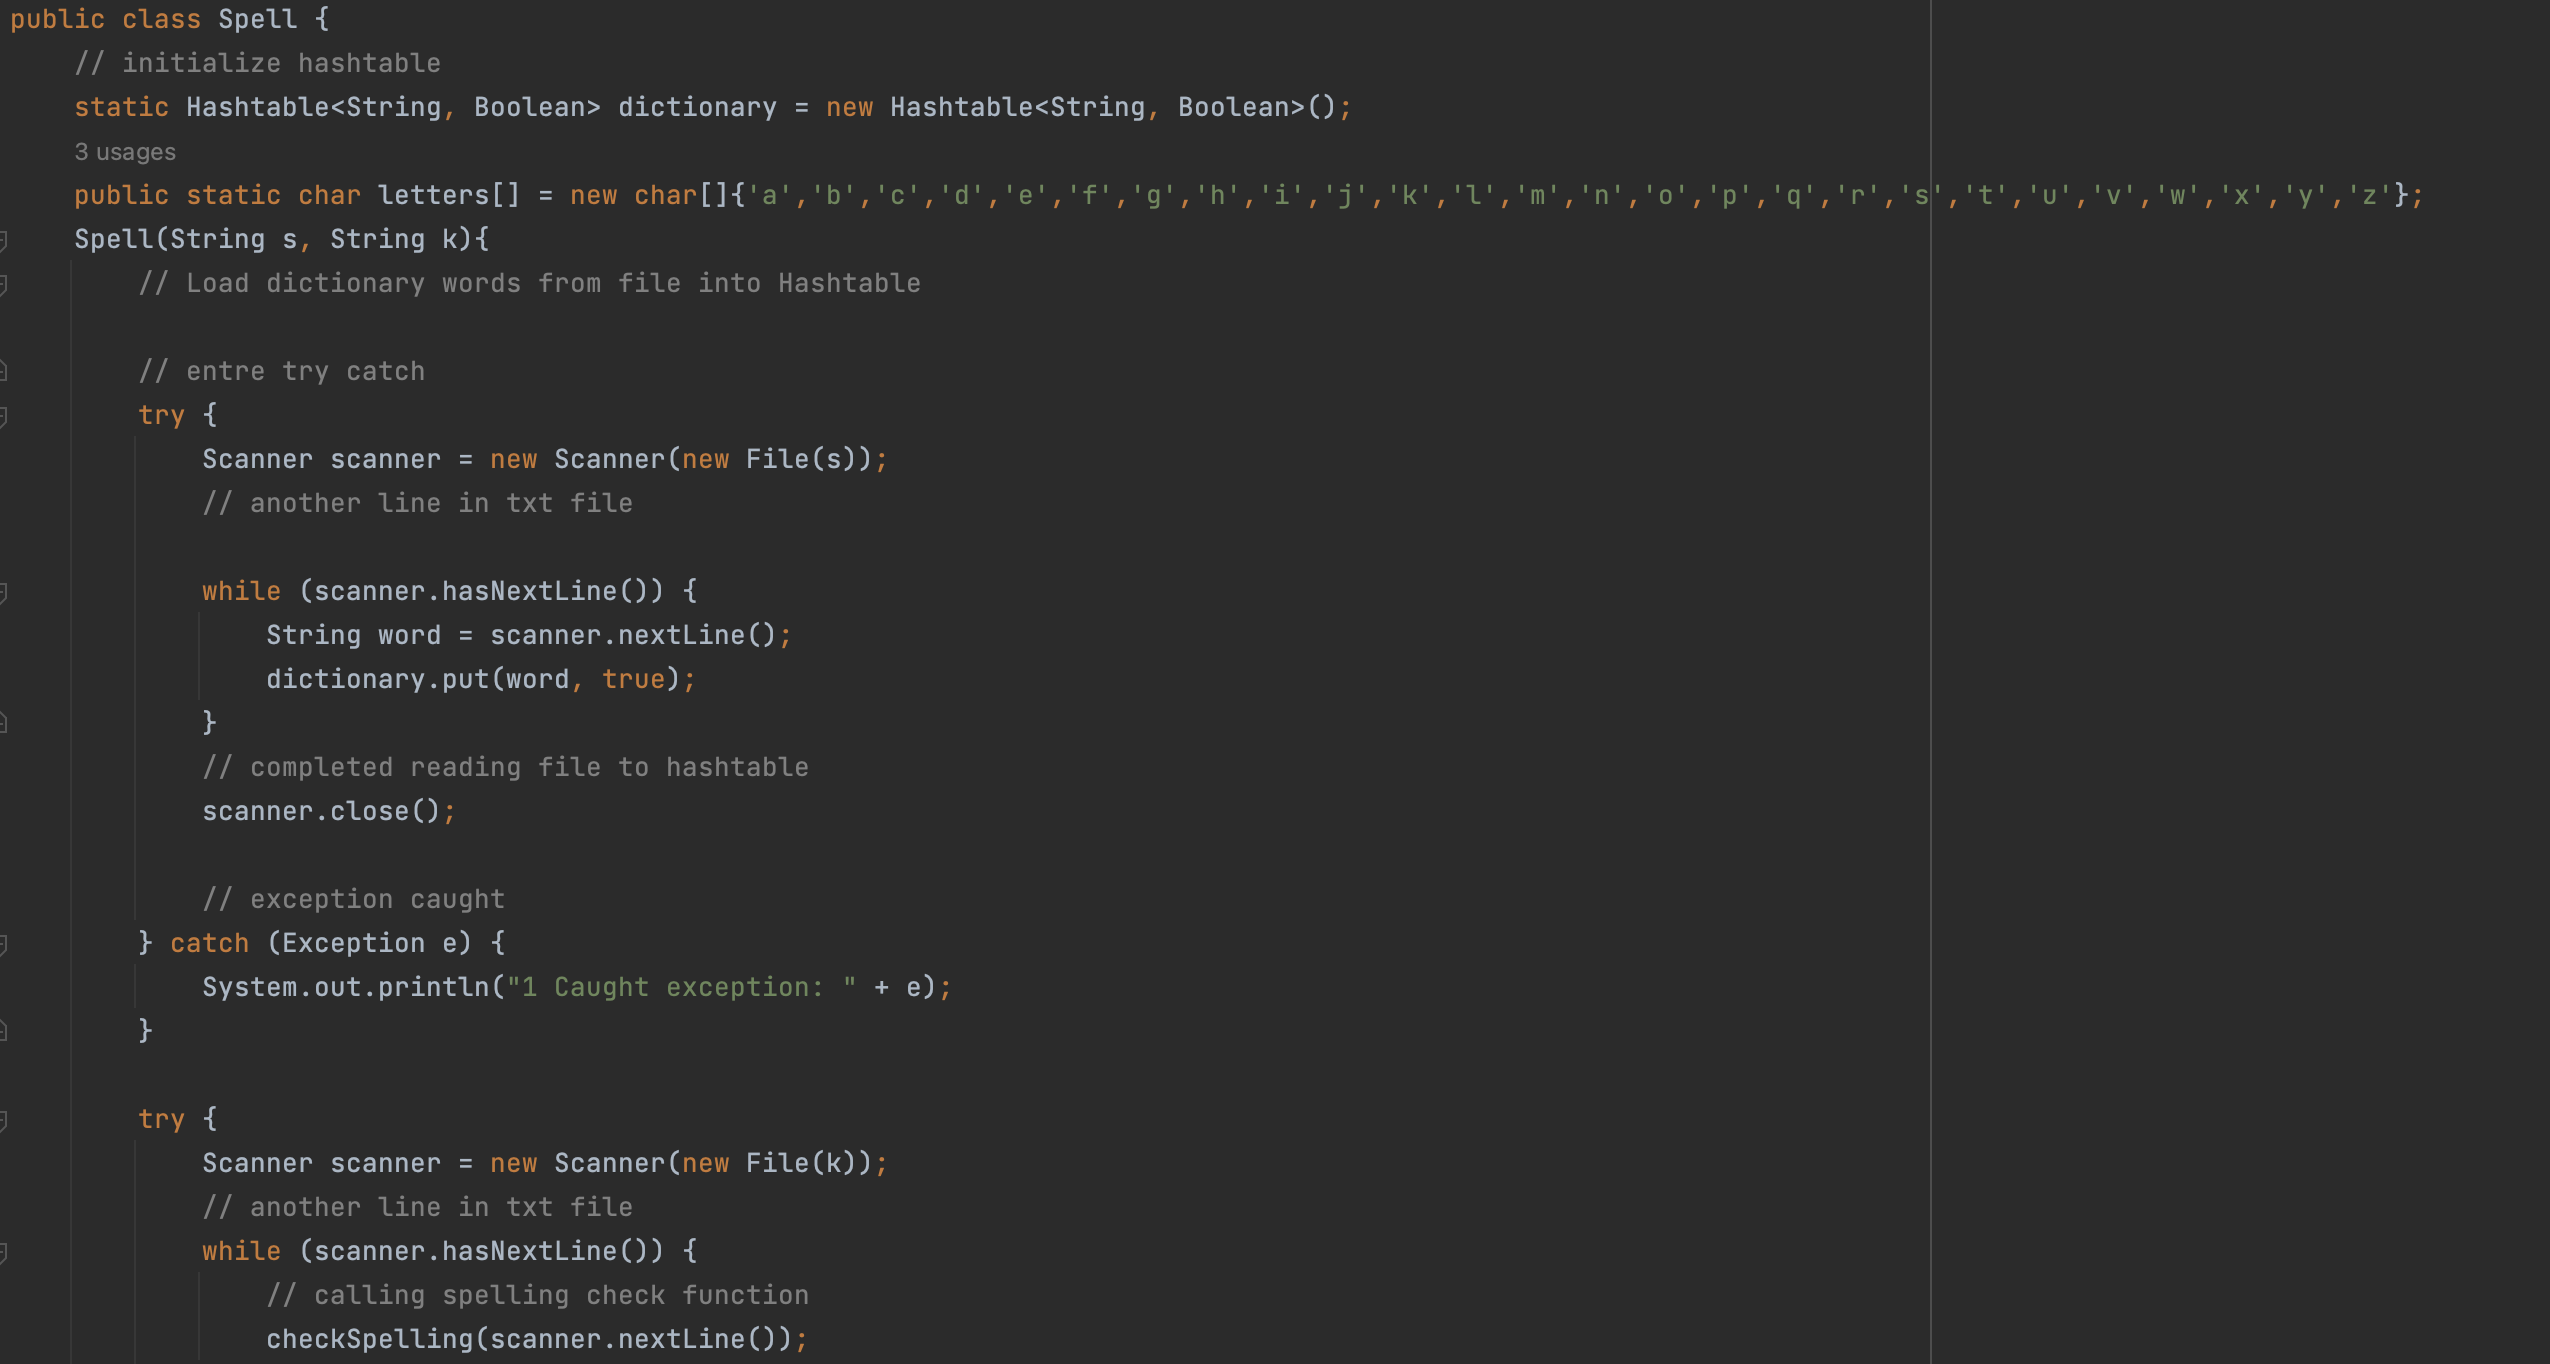 public class Spell {
// initialize hashtable
static Hashtable<String, Boolean> dictionary = new Hashtable<String, Boolean>();
3 usages
public static char letters[] = new char[]{'a','b','c','d','e','f','g','h','i','j','k','l','m','n','o','p','q','r','s','t','u','v','w','x','y','z'};
Spell(String s, String k){
// Load dictionary words from file into Hashtable
// entre try catch
try {
Scanner scanner = new Scanner(new File(s));
// another line in txt file
while (scanner.hasNextLine()) {
String word = scanner.nextLine();
dictionary.put(word, true);
}
// completed reading file to hashtable
scanner.close();
// exception caught
} catch (Exception e) {
System.out.println("1 Caught exception: " + e);
}
try {
Scanner scanner = new Scanner(new File(k));
// another line in txt file
while (scanner.hasNextLine()) {
// calling spelling check function
checkSpelling(scanner.nextLine());